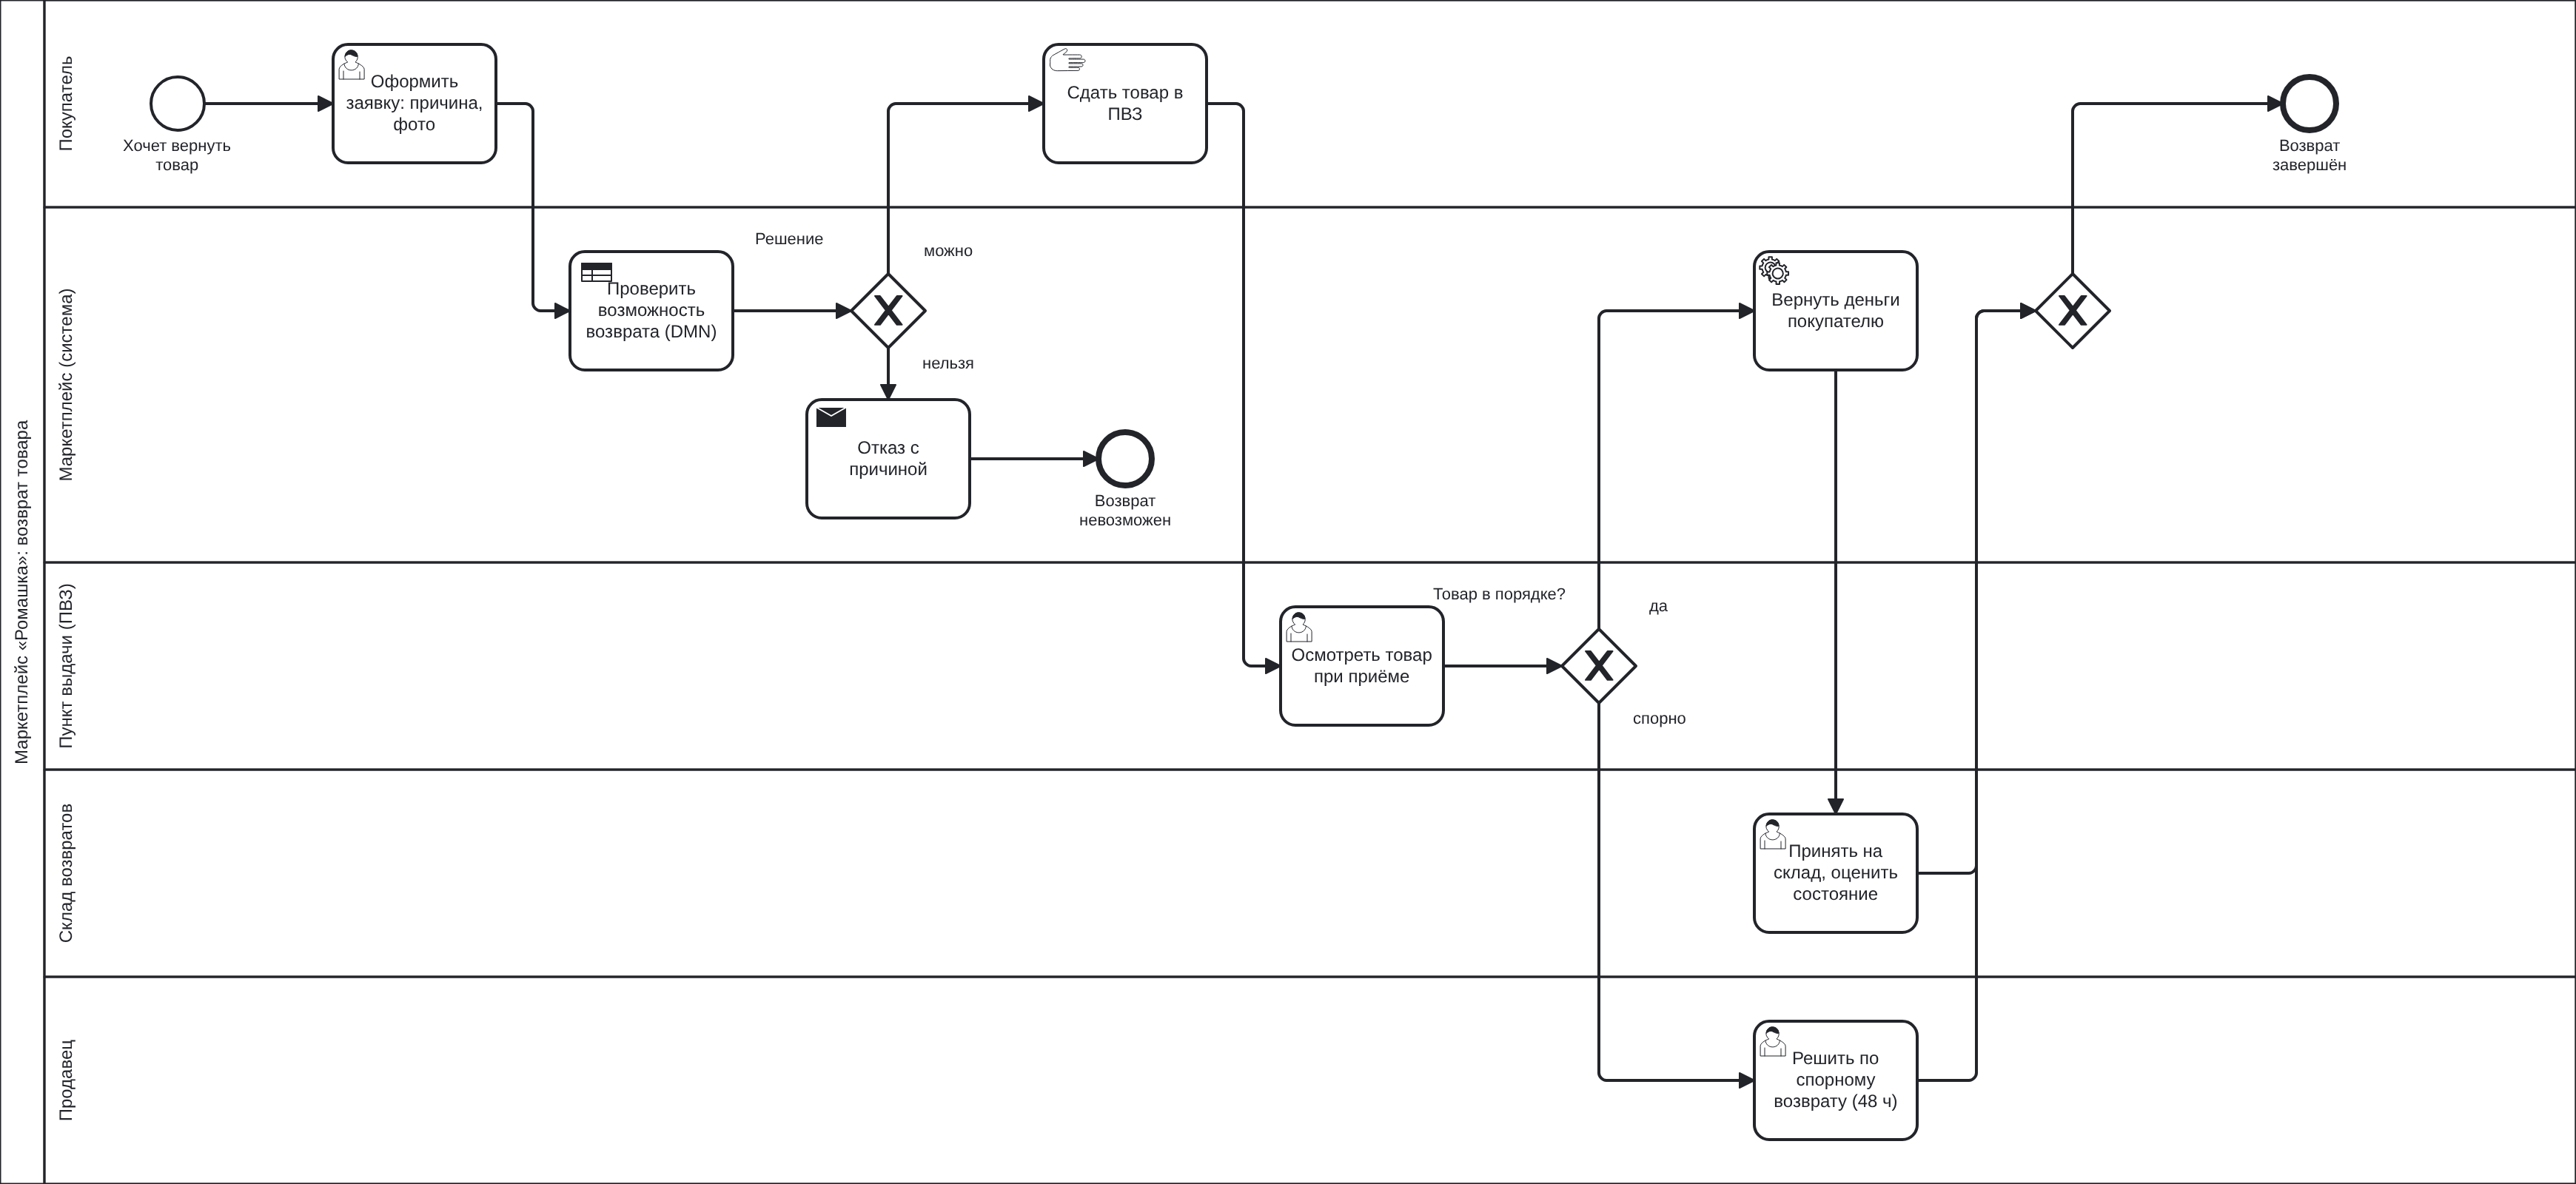 Маркетплейс «Ромашка»: возврат товара
Покупатель
Хочет вернуть
товар
Оформить
заявку: причина,
фото
Сдать товар в
ПВЗ
Возврат
завершён
Маркетплейс (система)
Проверить
возможность
возврата (DMN)
Решение
можно
нельзя
Отказ с
причиной
Возврат
невозможен
Вернуть деньги
покупателю
Пункт выдачи (ПВЗ)
Осмотреть товар
при приёме
Товар в порядке?
да
спорно
Склад возвратов
Принять на
склад, оценить
состояние
Продавец
Решить по
спорному
возврату (48 ч)